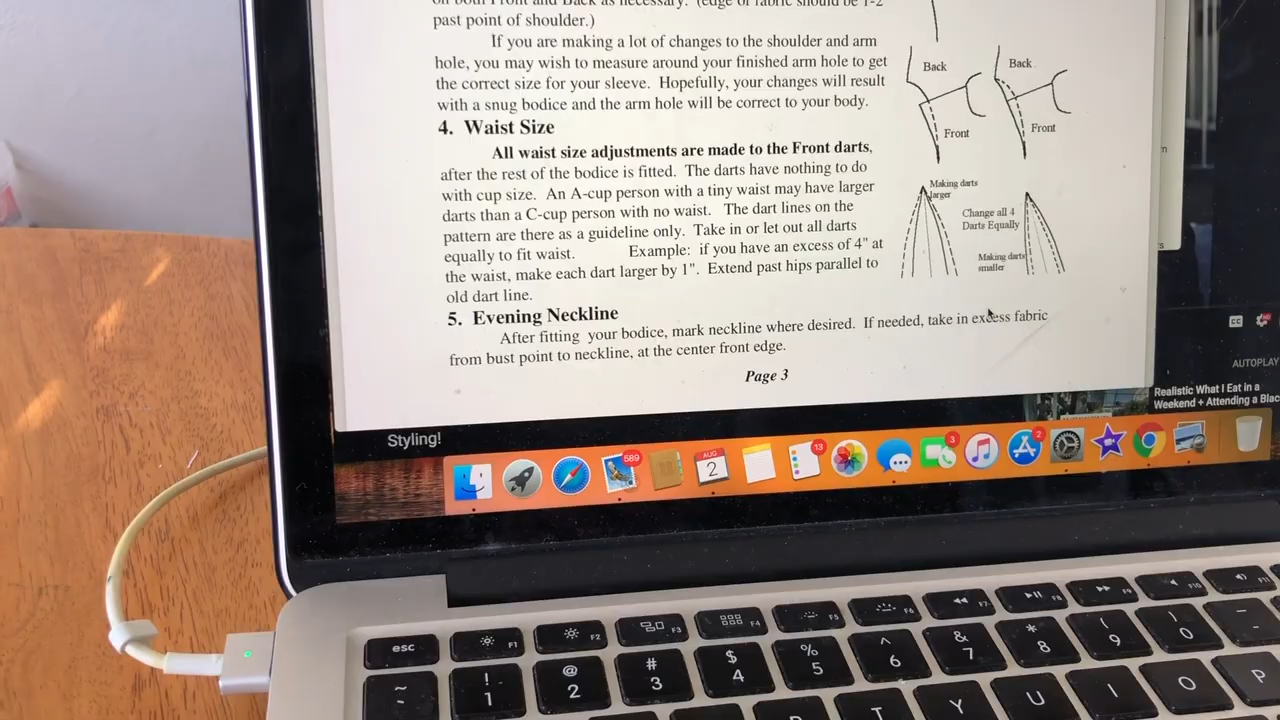 on both Front and Back as necessary. (edge of fabric should be 1-2
past point of shoulder.)
If you are making a lot of changes to the shoulder and arm
hole, you may wish to measure around your finished arm hole to get
the correct size for your sleeve. Hopefully, your changes will result
with a snug bodice and the arm hole will be correct to your body.
4. Waist Size
All waist size adjustments are made to the Front darts,
after the rest of the bodice is fitted. The darts have nothing to do
with cup size. An A-cup person with a tiny waist may have larger
darts than a C-cup person with no waist. The dart lines on the
pattern are there as a guideline only. Take in or let out all darts
equally to fit waist. Example: if you have an excess of 4" at
the waist, make each dart larger by 1". Extend past hips parallel to
old dart line.
5. Evening Neckline
After fitting your bodice, mark neckline where desired. If needed, take in excess fabric
from bust point to neckline, at the center front edge.
Page 3
Back
Back
Front
Front
Making darts
larger
Change all 4
Darts Equally
Making darts
smaller
CC
HD
AUTOPLAY
Realistic What I Eat in a
Weekend + Attending a Blac
Styling!
589
AUG
2
13
3
2
esc
F1
F2
F3
F4
F5
F6
F7
F8
F9
F10
F11
~
! 1
@ 2
# 3
$ 4
% 5
^ 6
& 7
* 8
( 9
) 0
_ -
T
Y
U
I
O
P